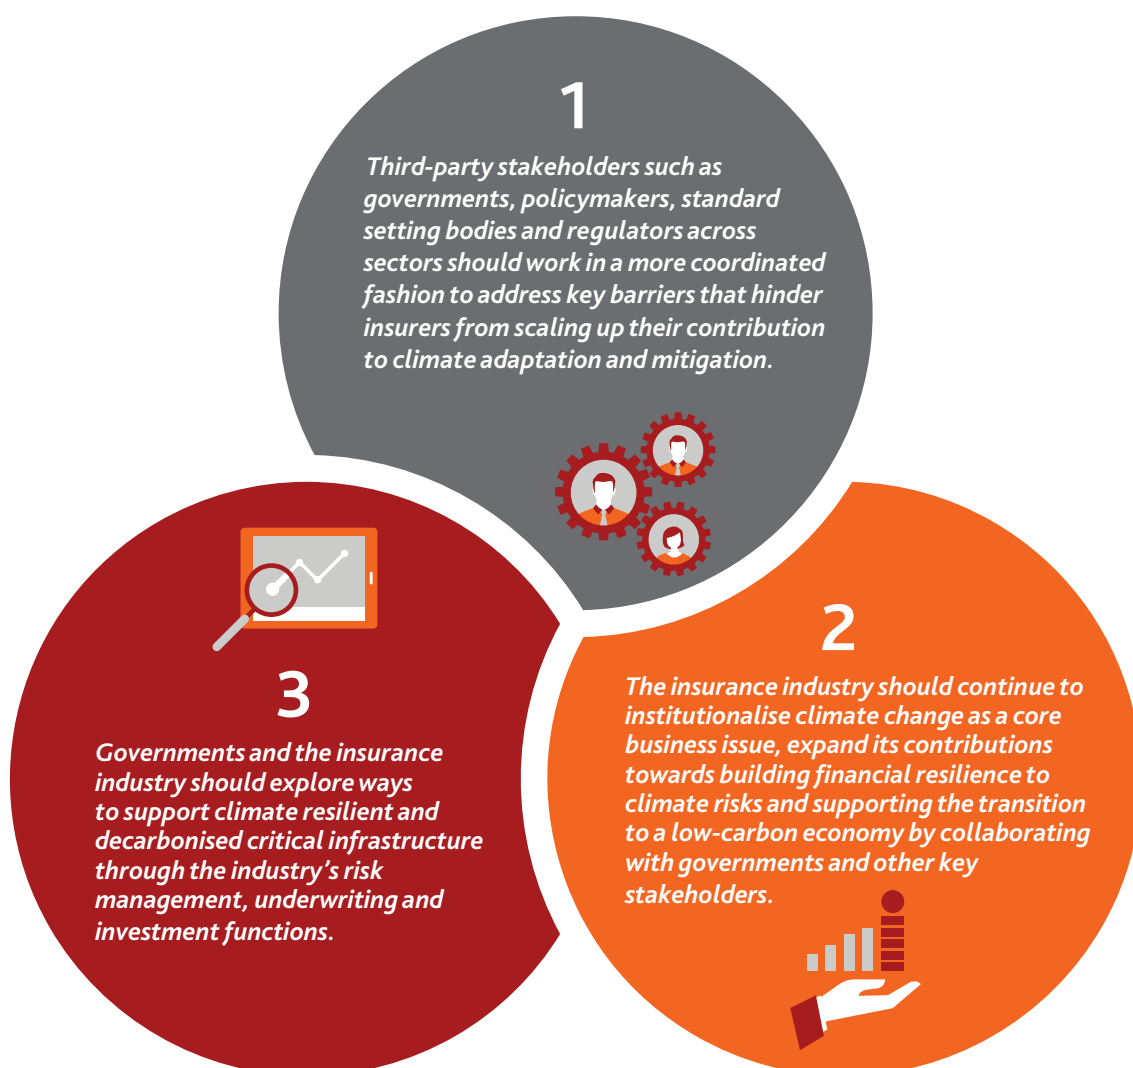 1
Third-party stakeholders such as
governments, policymakers, standard
setting bodies and regulators across
sectors should work in a more coordinated
fashion to address key barriers that hinder
insurers from scaling up their contribution
to climate adaptation and mitigation.
2
The insurance industry should continue to
institutionalise climate change as a core
business issue, expand its contributions
towards building financial resilience to
climate risks and supporting the transition
to a low-carbon economy by collaborating
with governments and other key
stakeholders.
3
Governments and the insurance
industry should explore ways
to support climate resilient and
decarbonised critical infrastructure
through the industry’s risk
management, underwriting and
investment functions.